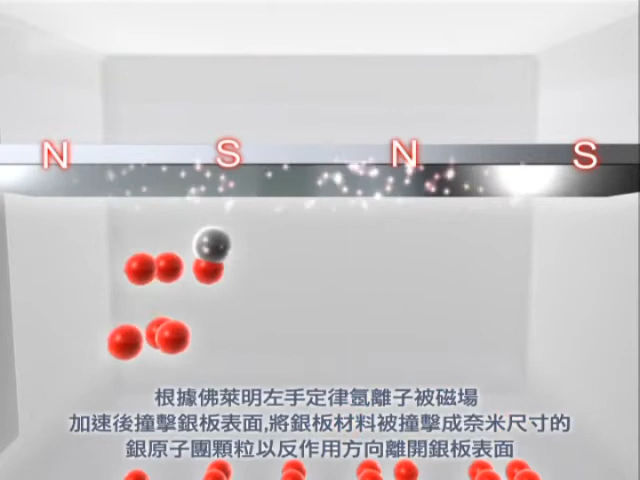 N S N S
根據佛萊明左手定律氬離子被磁場
加速後撞擊銀板表面,將銀板材料被撞擊成奈米尺寸的
銀原子團顆粒以反作用方向離開銀板表面